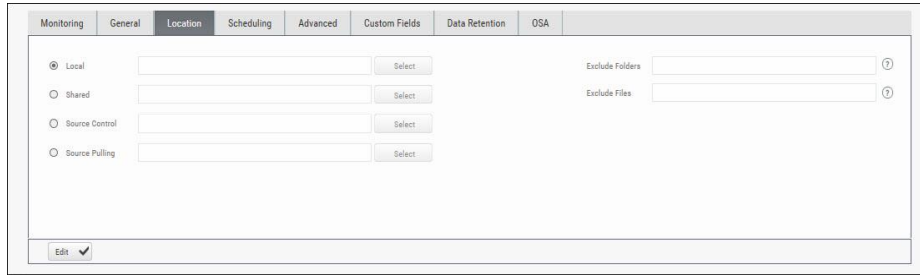 Monitoring General Location Scheduling Advanced Custom Fields Data Retention OSA
Local Select Exclude Folders ?
Shared Select Exclude Files ?
Source Control Select
Source Pulling Select
Edit